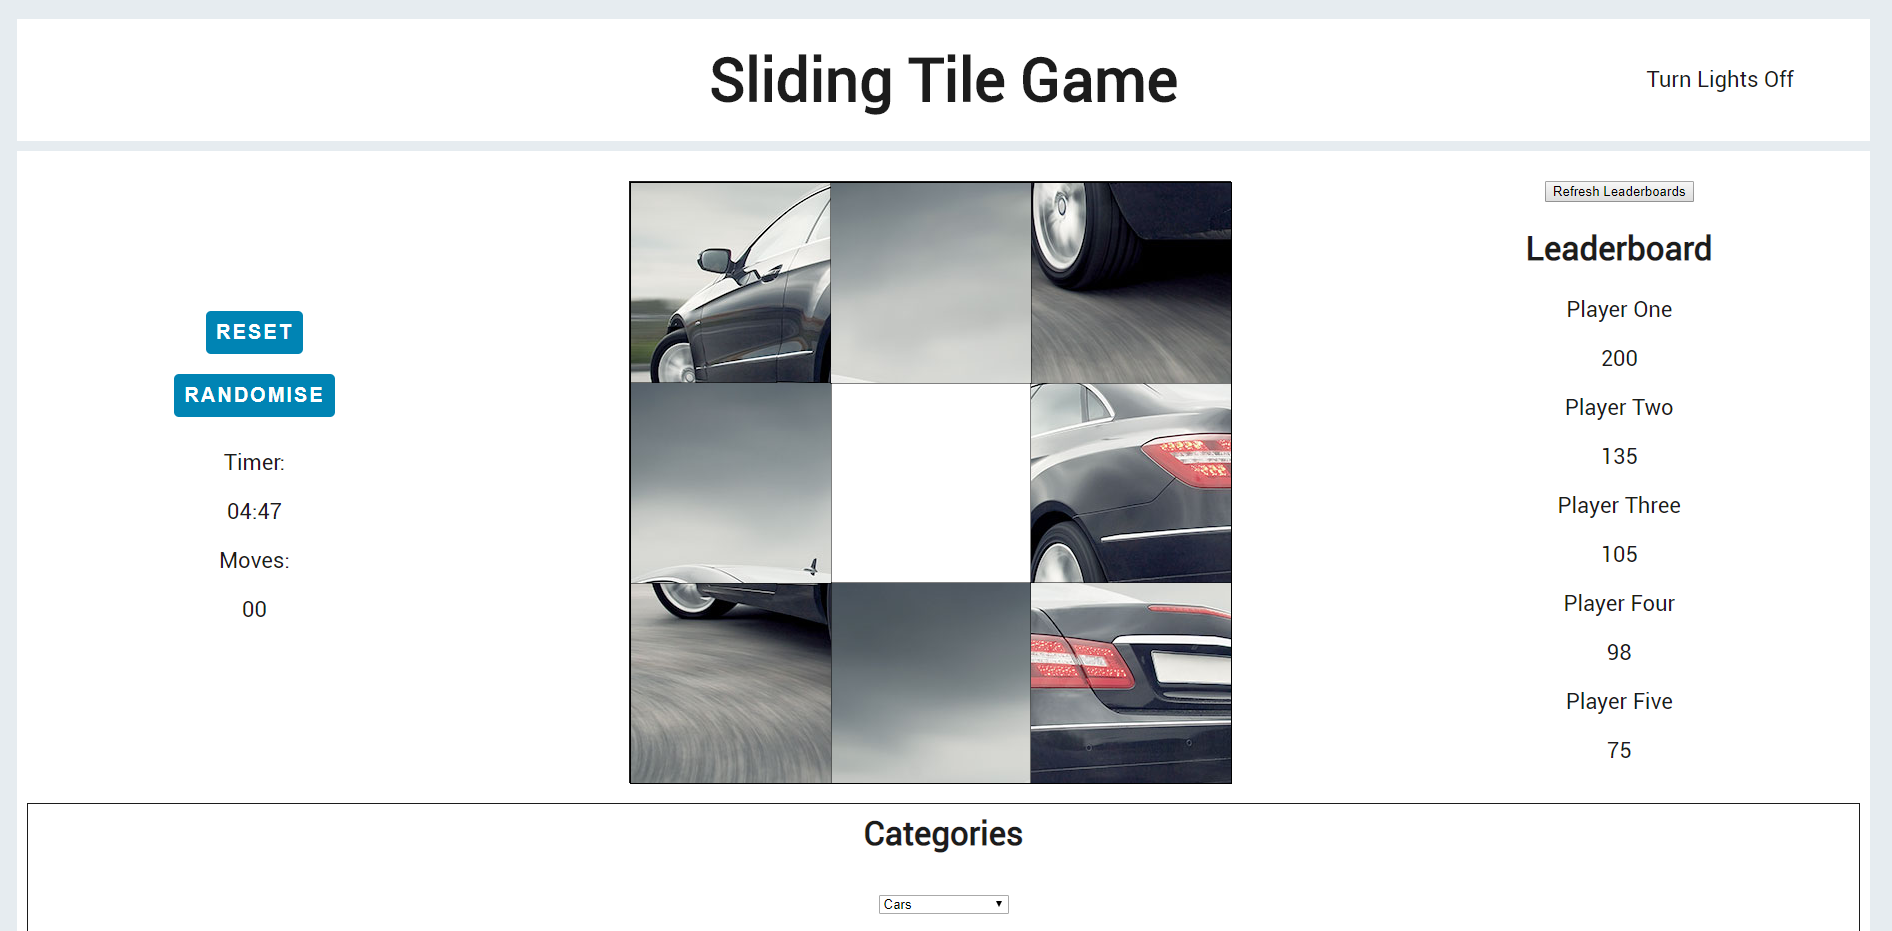 Sliding Tile Game
Turn Lights Off
RESET
RANDOMISE
Timer:
04:47
Moves:
00
Refresh Leaderboards
Leaderboard
Player One
200
Player Two
135
Player Three
105
Player Four
98
Player Five
75
Categories
Cars